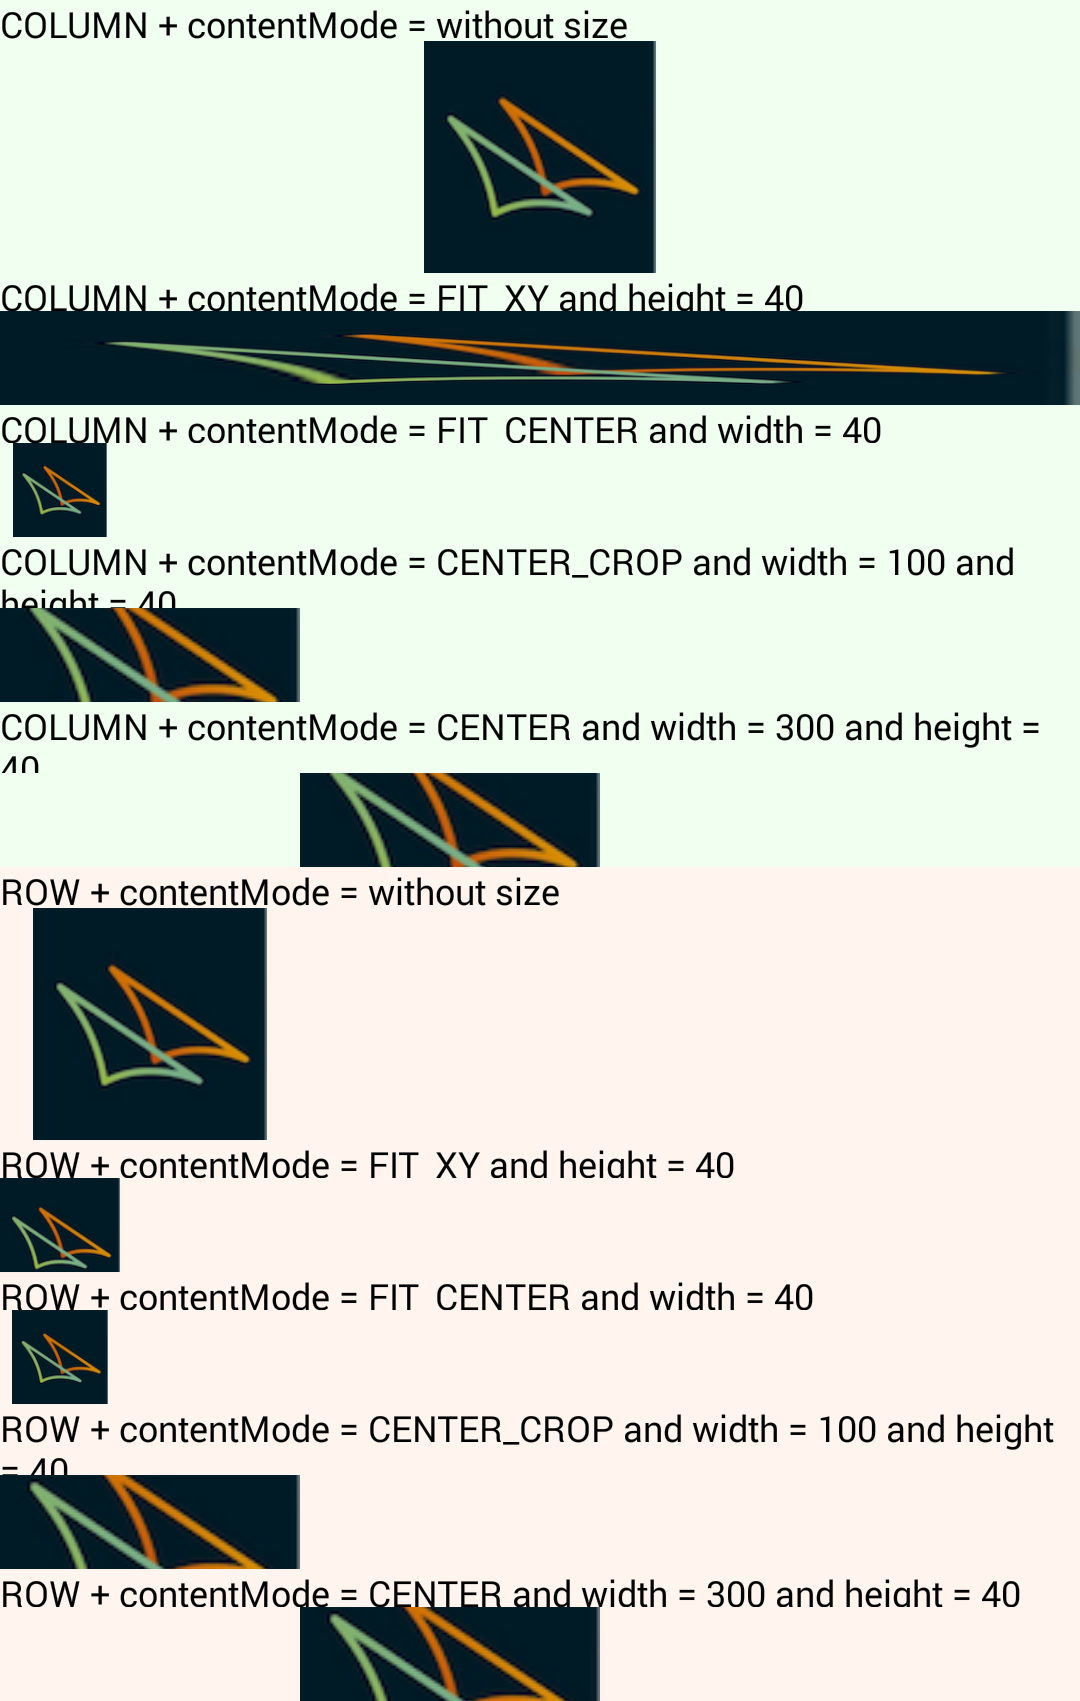 COLUMN + contentMode = without size
COLUMN + contentMode = FIT_XY and height = 40
COLUMN + contentMode = FIT_CENTER and width = 40
COLUMN + contentMode = CENTER_CROP and width = 100 and
height = 40
COLUMN + contentMode = CENTER and width = 300 and height =
40
ROW + contentMode = without size
ROW + contentMode = FIT_XY and height = 40
ROW + contentMode = FIT_CENTER and width = 40
ROW + contentMode = CENTER_CROP and width = 100 and height
= 40
ROW + contentMode = CENTER and width = 300 and height = 40